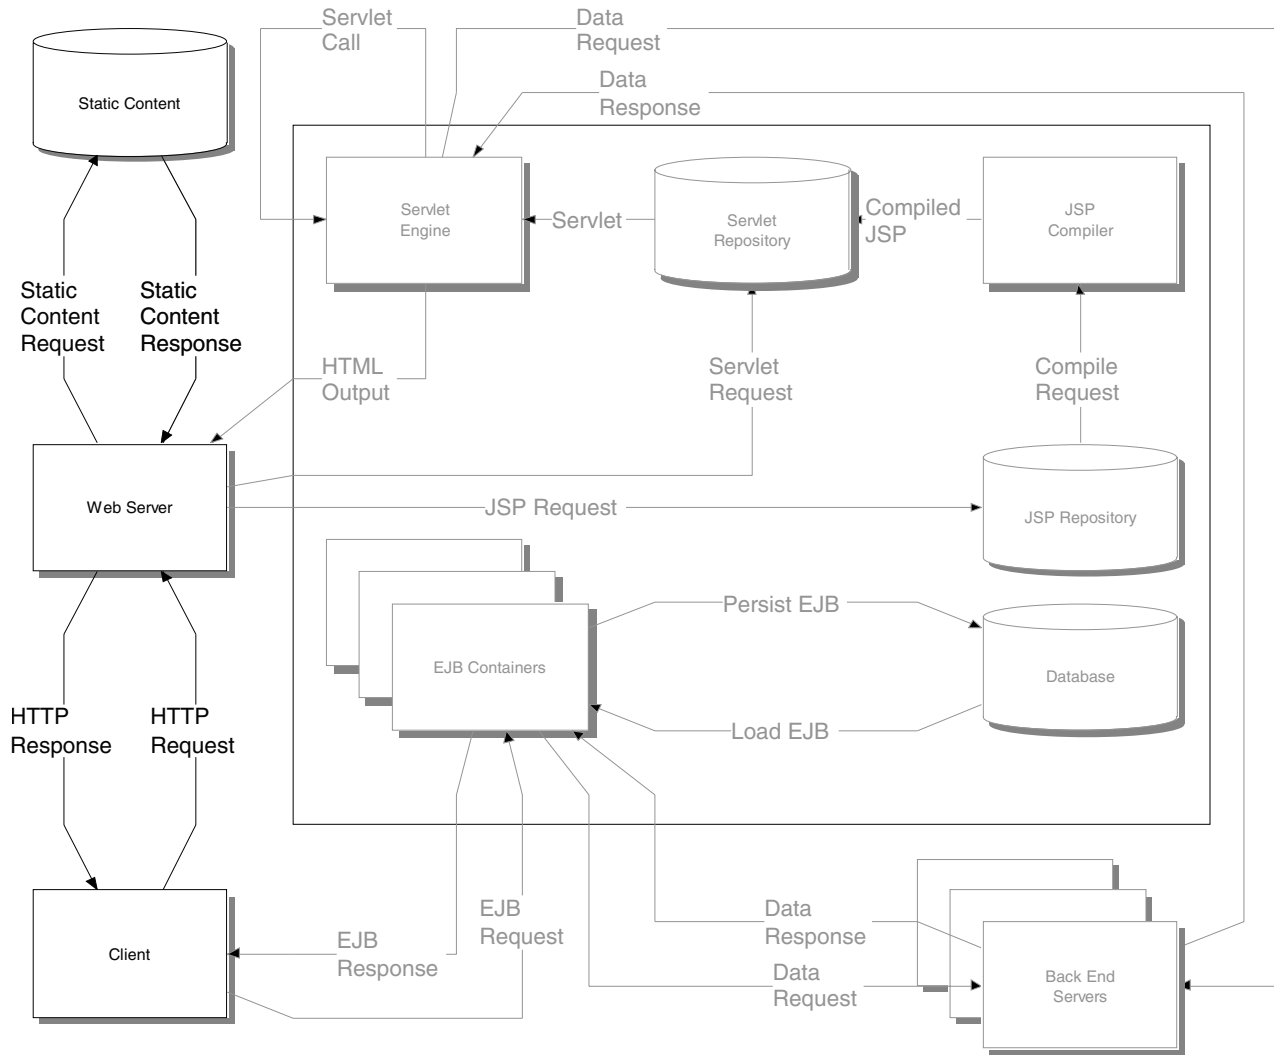 Servlet
Call
Data
Request
Data
Response
Static Content
Servlet
Engine
Servlet
Servlet
Repository
Compiled
JSP
JSP
Compiler
Static
Content
Request
Static
Content
Response
HTML
Output
Servlet
Request
Compile
Request
Web Server
JSP Request
JSP Repository
Persist EJB
EJB Containers
Database
Load EJB
HTTP
Response
HTTP
Request
EJB
Request
EJB
Response
Client
Data
Response
Data
Request
Back End
Servers